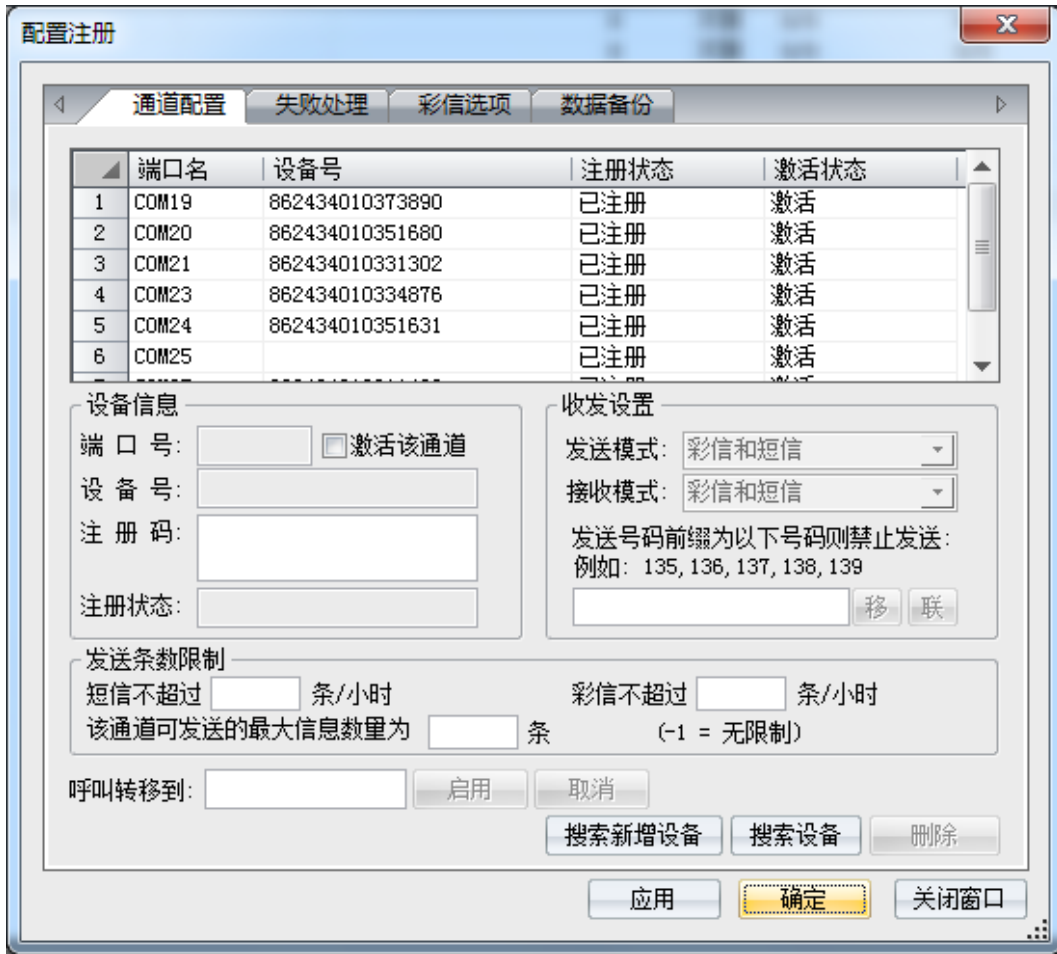 配置注册
通道配置 失败处理 彩信选项 数据备份
端口名 设备号 注册状态 激活状态
1 COM19 862434010373890 已注册 激活
2 COM20 862434010351680 已注册 激活
3 COM21 862434010331302 已注册 激活
4 COM23 862434010334876 已注册 激活
5 COM24 862434010351631 已注册 激活
6 COM25 已注册 激活
设备信息 收发设置
端 口 号: 激活该通道 发送模式: 彩信和短信
设 备 号: 接收模式: 彩信和短信
注 册 码: 发送号码前缀为以下号码则禁止发送:
例如: 135,136,137,138,139
注册状态: 移 联
发送条数限制
短信不超过 条/小时 彩信不超过 条/小时
该通道可发送的最大信息数量为 条 (-1 = 无限制)
呼叫转移到: 启用 取消
搜索新增设备 搜索设备 删除
应用 确定 关闭窗口